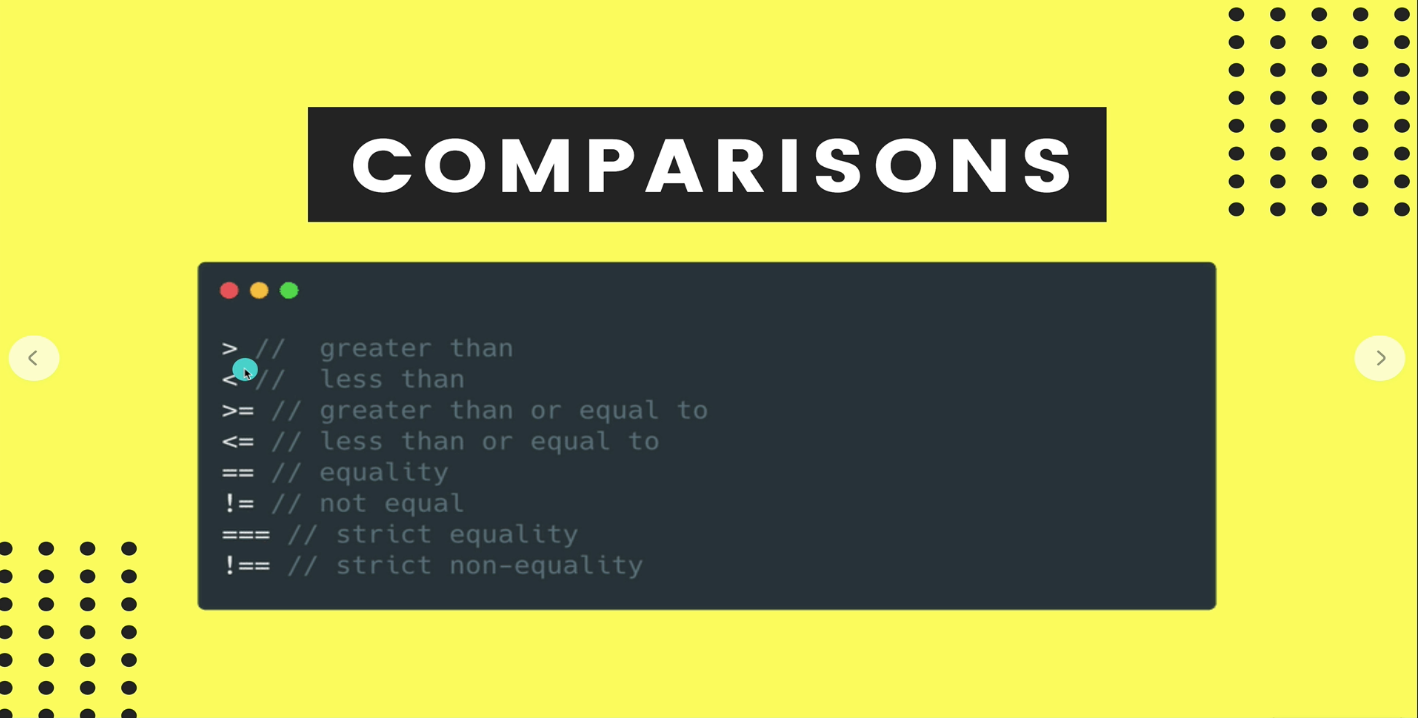 COMPARISONS
> //  greater than
< //  less than
>= // greater than or equal to
<= // less than or equal to
== // equality
!= // not equal
=== // strict equality
!== // strict non-equality